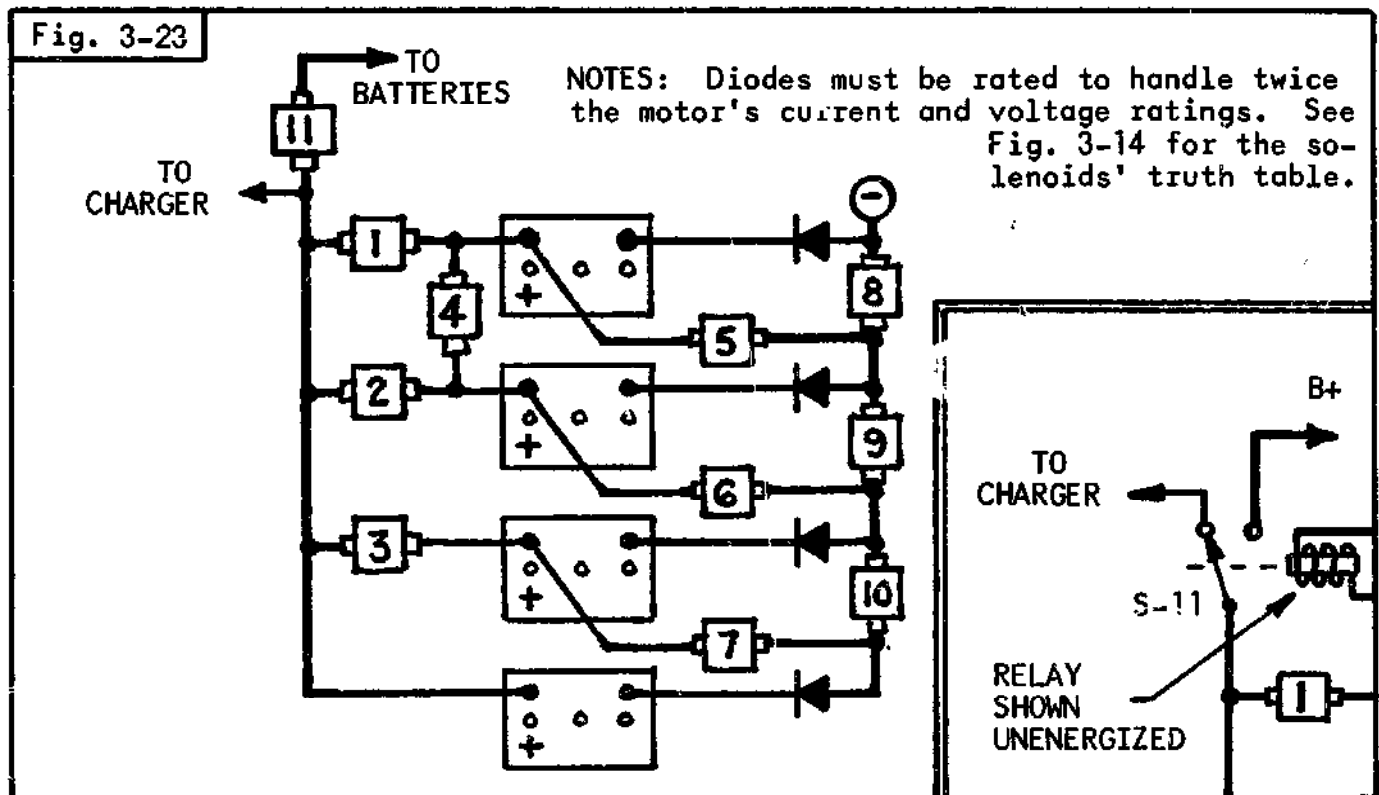 Fig. 3-23
TO
BATTERIES
NOTES: Diodes must be rated to handle twice
the motor's current and voltage ratings. See
Fig. 3-14 for the so-
lenoids' truth table.
11
TO
CHARGER
−
1
8
+
4
5
2
9
+
6
3
10
+
7
+
B+
TO
CHARGER
S-11
RELAY
SHOWN
UNENERGIZED
1